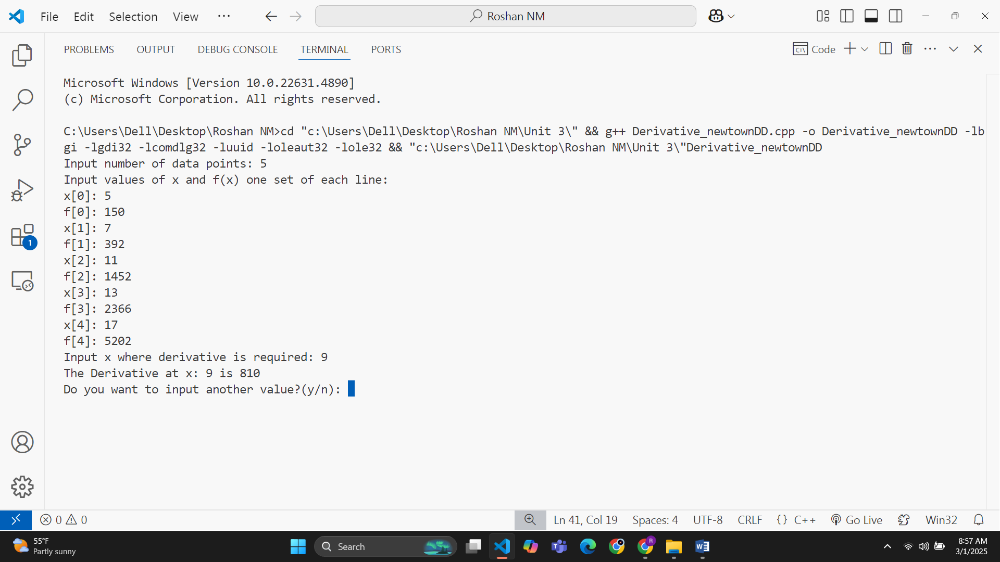 File Edit Selection View ··· Roshan NM
PROBLEMS OUTPUT DEBUG CONSOLE TERMINAL PORTS Code
Microsoft Windows [Version 10.0.22631.4890]
(c) Microsoft Corporation. All rights reserved.
C:\Users\Dell\Desktop\Roshan NM>cd "c:\Users\Dell\Desktop\Roshan NM\Unit 3\" && g++ Derivative_newtownDD.cpp -o Derivative_newtownDD -lb
gi -lgdi32 -lcomdlg32 -luuid -loleaut32 -lole32 && "c:\Users\Dell\Desktop\Roshan NM\Unit 3\"Derivative_newtownDD
Input number of data points: 5
Input values of x and f(x) one set of each line:
x[0]: 5
f[0]: 150
x[1]: 7
f[1]: 392
x[2]: 11
f[2]: 1452
x[3]: 13
f[3]: 2366
x[4]: 17
f[4]: 5202
Input x where derivative is required: 9
The Derivative at x: 9 is 810
Do you want to input another value?(y/n):
1
0 0 Ln 41, Col 19 Spaces: 4 UTF-8 CRLF {} C++ Go Live Win32
55°F
Partly sunny
Search
8:57 AM
3/1/2025